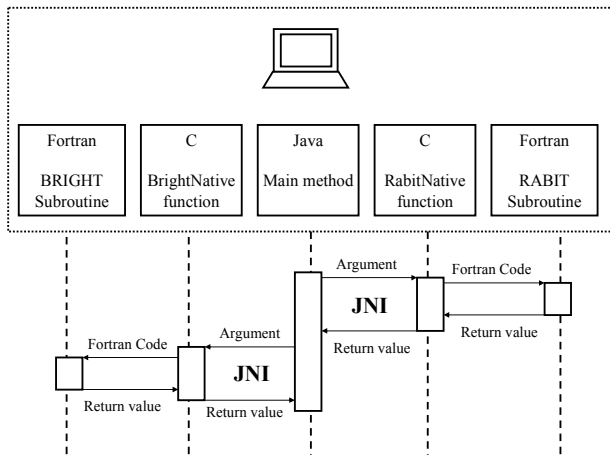 Fortran
BRIGHT
Subroutine
C
BrightNative
function
Java
Main method
C
RabitNative
function
Fortran
RABIT
Subroutine
Argument
Fortran Code
JNI
Return value
Return value
Fortran Code
Argument
JNI
Return value
Return value